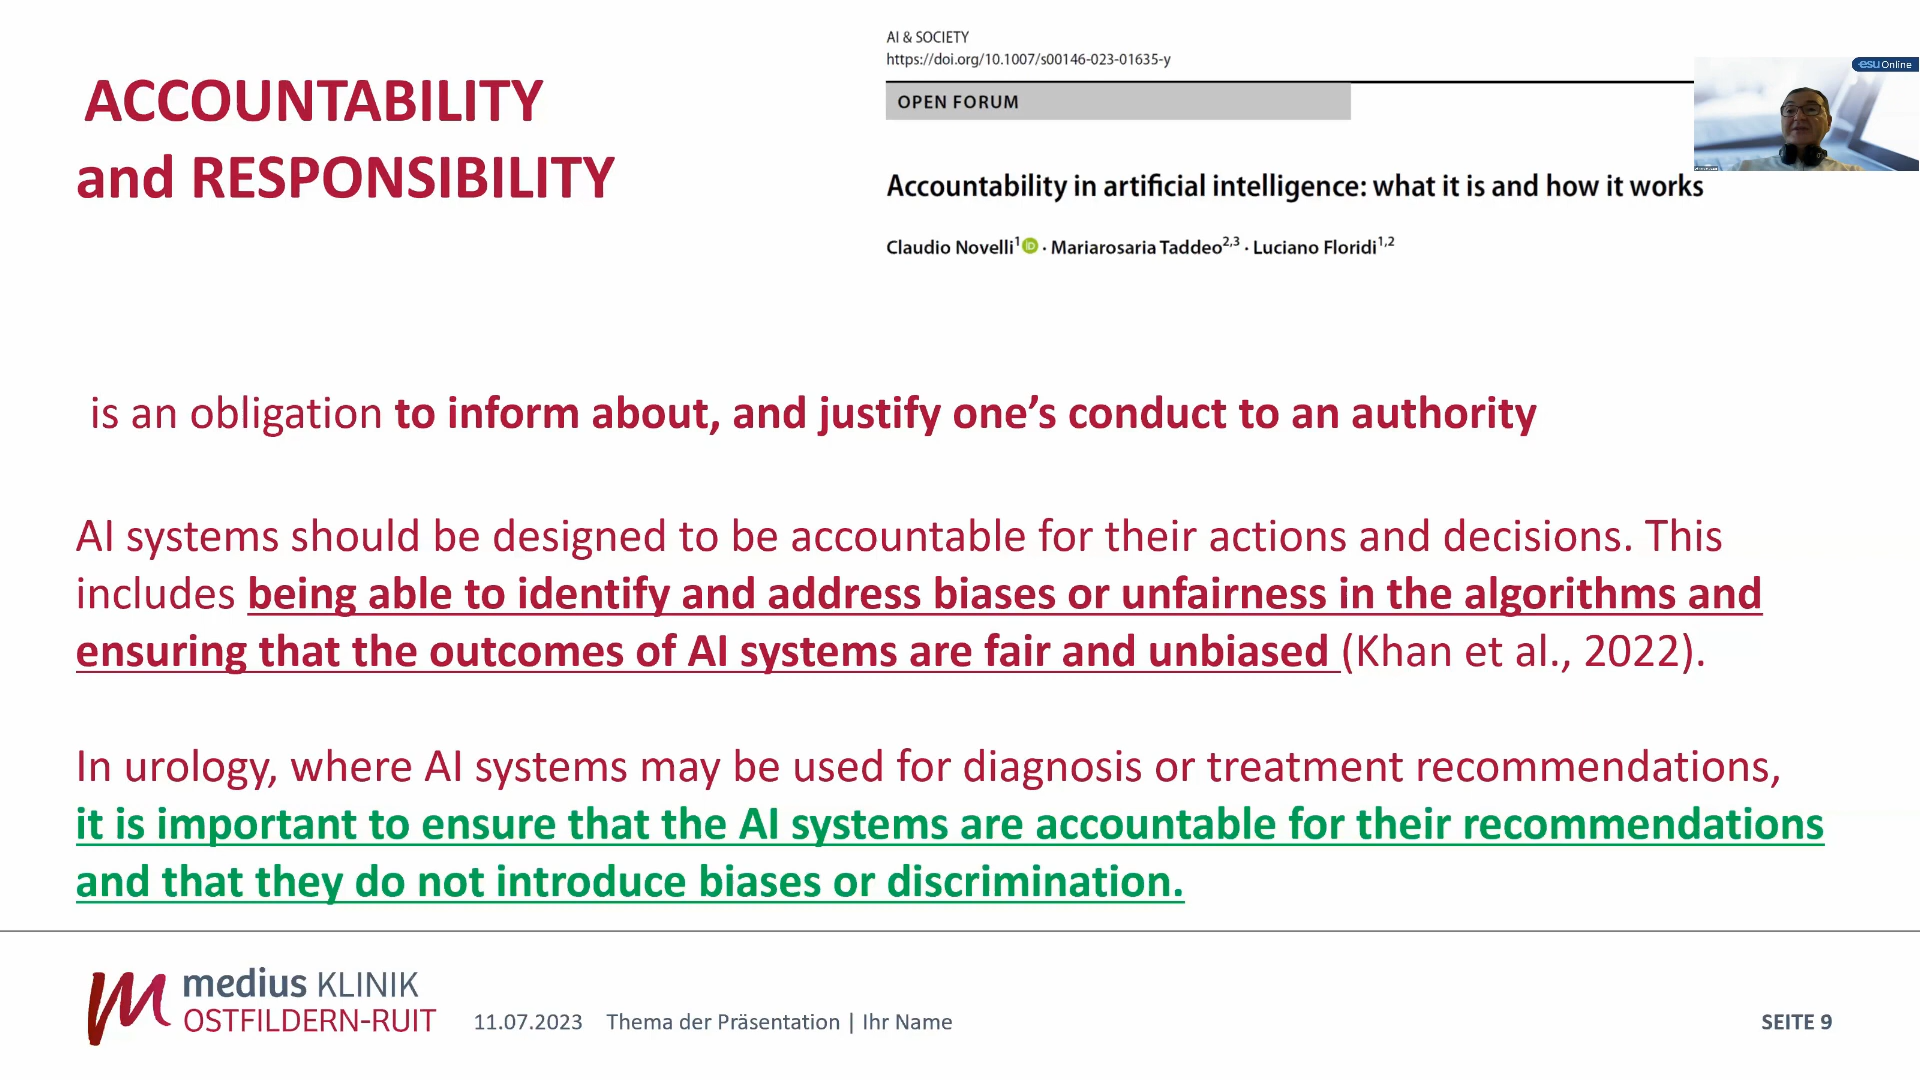 ACCOUNTABILITY
and RESPONSIBILITY
AI & SOCIETY
https://doi.org/10.1007/s00146-023-01635-y
OPEN FORUM
Accountability in artificial intelligence: what it is and how it works
Claudio Novelli1 iD · Mariarosaria Taddeo2,3 · Luciano Floridi1,2
esu Online
is an obligation to inform about, and justify one’s conduct to an authority
AI systems should be designed to be accountable for their actions and decisions. This
includes being able to identify and address biases or unfairness in the algorithms and
ensuring that the outcomes of AI systems are fair and unbiased (Khan et al., 2022).
In urology, where AI systems may be used for diagnosis or treatment recommendations,
it is important to ensure that the AI systems are accountable for their recommendations
and that they do not introduce biases or discrimination.
medius KLINIK
OSTFILDERN-RUIT
11.07.2023 Thema der Präsentation | Ihr Name
SEITE 9